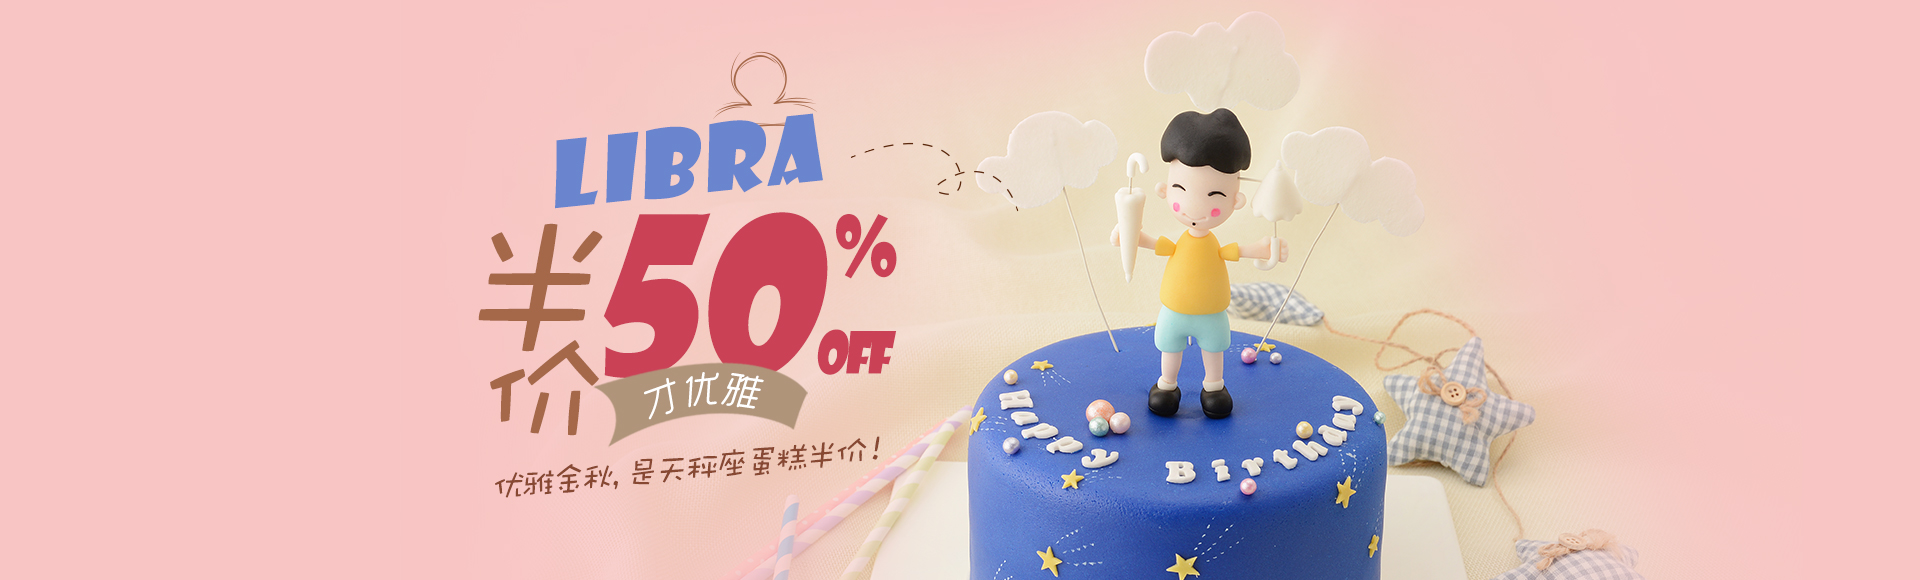 LIBRA
半价
50% OFF
才优雅
优雅金秋，是天秤座蛋糕半价！
Happy Birthday